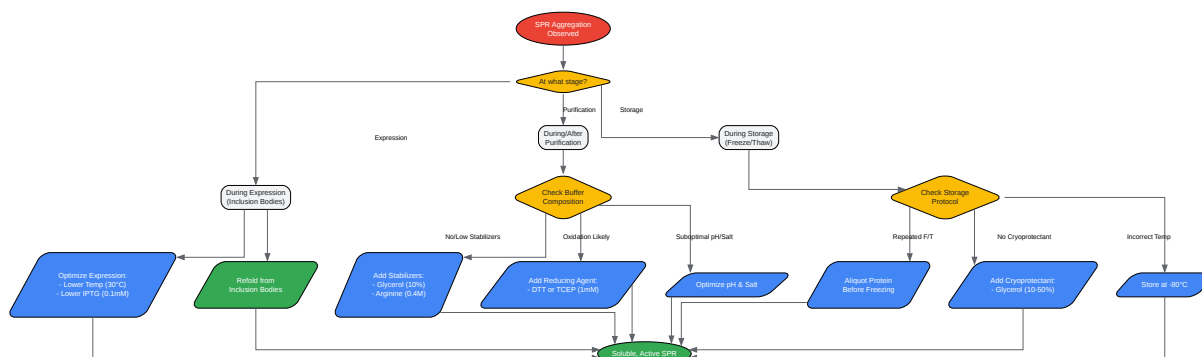 SPR Aggregation
Observed
At what stage?
Purification
Storage
Expression
During/After
Purification
During Storage
(Freeze/Thaw)
During Expression
(Inclusion Bodies)
Check Buffer
Composition
Check Storage
Protocol
No/Low Stabilizers
Oxidation Likely
Suboptimal pH/Salt
Repeated F/T
No Cryoprotectant
Incorrect Temp
Optimize Expression:
- Lower Temp (30°C)
- Lower IPTG (0.1mM)
Refold from
Inclusion Bodies
Add Stabilizers:
- Glycerol (10%)
- Arginine (0.4M)
Add Reducing Agent:
- DTT or TCEP (1mM)
Optimize pH & Salt
Aliquot Protein
Before Freezing
Add Cryoprotectant:
- Glycerol (10-50%)
Store at -80°C
Soluble, Active SPR